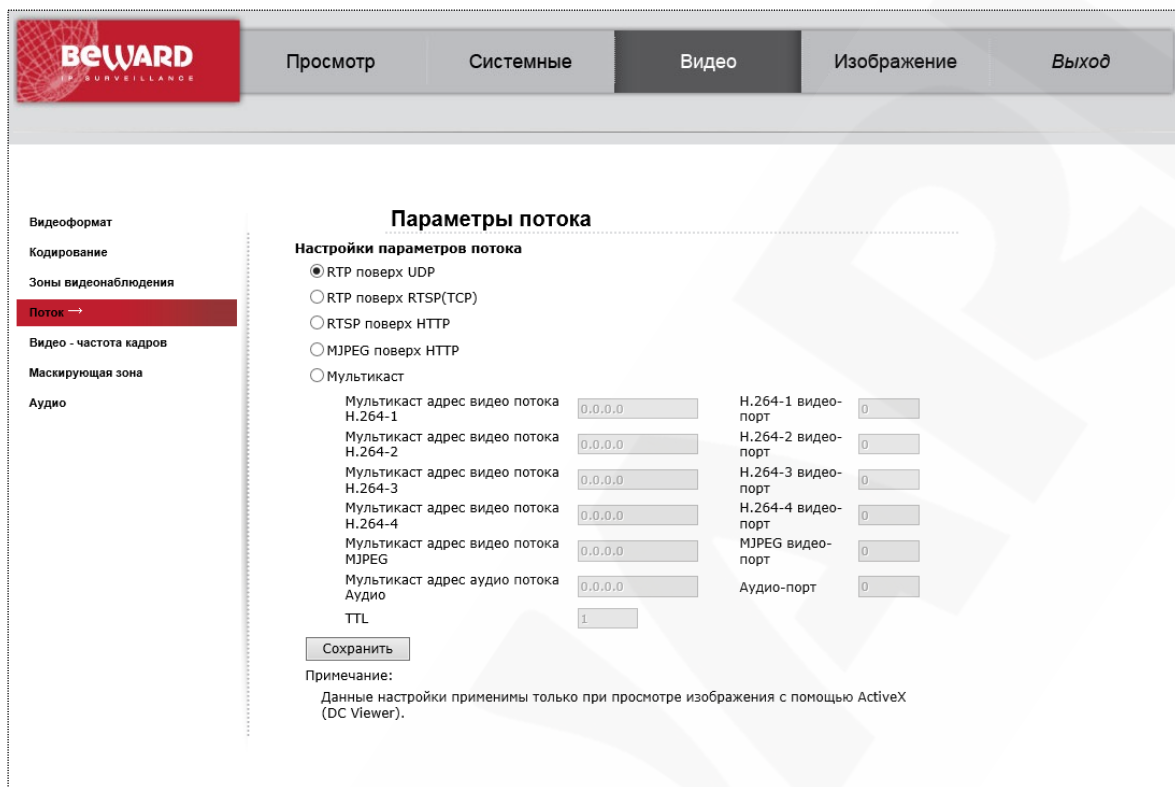 BEWARD
IP SURVEILLANCE
Просмотр
Системные
Видео
Изображение
Выход
Видеоформат
Кодирование
Зоны видеонаблюдения
Поток →
Видео - частота кадров
Маскирующая зона
Аудио
Параметры потока
Настройки параметров потока
RTP поверх UDP
RTP поверх RTSP(TCP)
RTSP поверх HTTP
MJPEG поверх HTTP
Мультикаст
Мультикаст адрес видео потока
H.264-1
0.0.0.0
H.264-1 видео-
порт
0
Мультикаст адрес видео потока
H.264-2
0.0.0.0
H.264-2 видео-
порт
0
Мультикаст адрес видео потока
H.264-3
0.0.0.0
H.264-3 видео-
порт
0
Мультикаст адрес видео потока
H.264-4
0.0.0.0
H.264-4 видео-
порт
0
Мультикаст адрес видео потока
MJPEG
0.0.0.0
MJPEG видео-
порт
0
Мультикаст адрес аудио потока
Аудио
0.0.0.0
Аудио-порт
0
TTL
1
Сохранить
Примечание:
Данные настройки применимы только при просмотре изображения с помощью ActiveX
(DC Viewer).